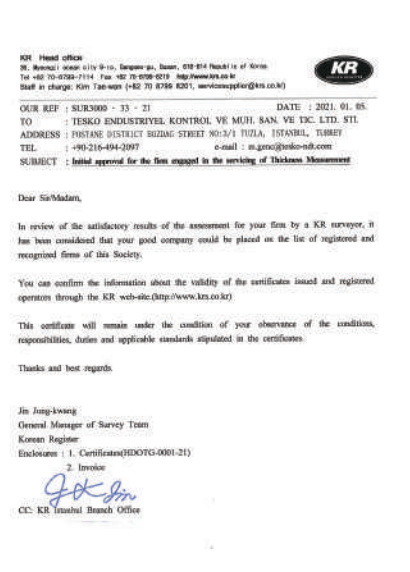 KR Head office
36, Myeongji ocean city 9-ro, Gangseo-gu, Busan, 618-814 Republic of Korea
Tel +82 70-8799-7114 Fax +82 70-8799-8219 http://www.krs.co.kr
Staff in charge: Kim Tae-won (+82 70 8799 8201, servicesupplier@krs.co.kr)
KR
KOREAN REGISTER
OUR REF : SUR3000 - 33 - 21 DATE : 2021. 01. 05.
TO : TESKO ENDUSTRIYEL KONTROL VE MUH. SAN. VE TIC. LTD. STI.
ADDRESS : POSTANE DISTRICT BOZDAG STREET NO:3/1 TUZLA, ISTANBUL, TURKEY
TEL : +90-216-494-2097 e-mail : m.genc@tesko-ndt.com
SUBJECT : Initial approval for the firm engaged in the servicing of Thickness Measurement
Dear Sir/Madam,
In review of the satisfactory results of the assessment for your firm by a KR surveyor, it
has been considered that your good company could be placed on the list of registered and
recognized firms of this Society.
You can confirm the information about the validity of the certificates issued and registered
operators through the KR web-site.(http://www.krs.co.kr)
This certificate will remain under the condition of your observance of the conditions,
responsibilities, duties and applicable standards stipulated in the certificates.
Thanks and best regards.
Jin Jung-kwang
General Manager of Survey Team
Korean Register
Enclosures : 1. Certificates(HDOTG-0001-21)
2. Invoice
CC: KR Istanbul Branch Office